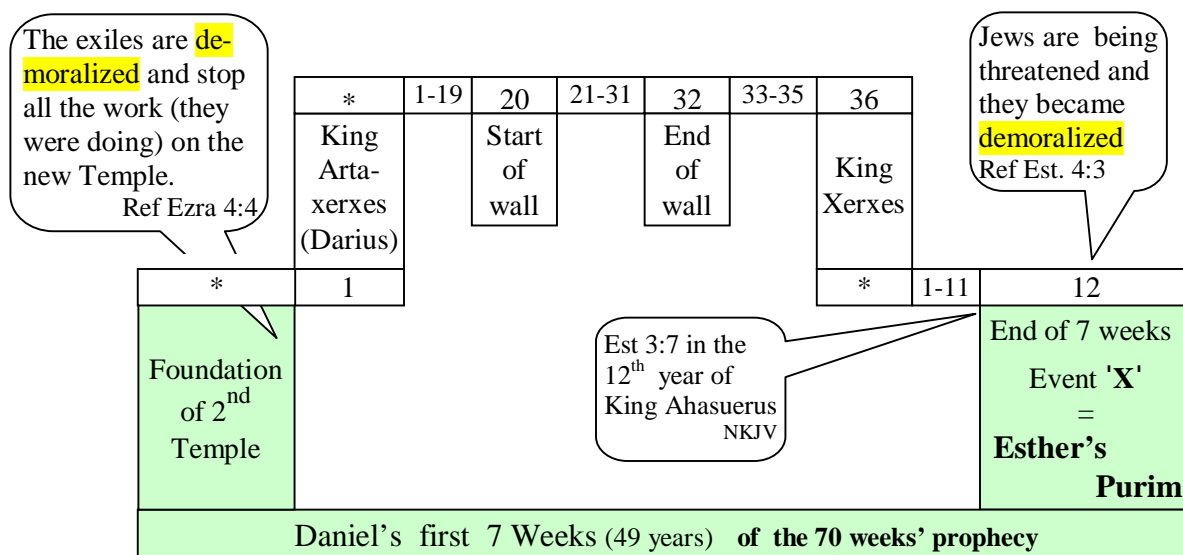 The exiles are de-
moralized and stop
all the work (they
were doing) on the
new Temple.
Ref Ezra 4:4
Jews are being
threatened and
they became
demoralized
Ref Est. 4:3
* 1-19 20 21-31 32 33-35 36
King
Arta-
xerxes
(Darius)
Start
of
wall
End
of
wall
King
Xerxes
* 1 * 1-11 12
Foundation
of 2nd
Temple
Est 3:7 in the
12th year of
King Ahasuerus
NKJV
End of 7 weeks
Event 'X'
=
Esther's
Purim
Daniel's first 7 Weeks (49 years) of the 70 weeks' prophecy